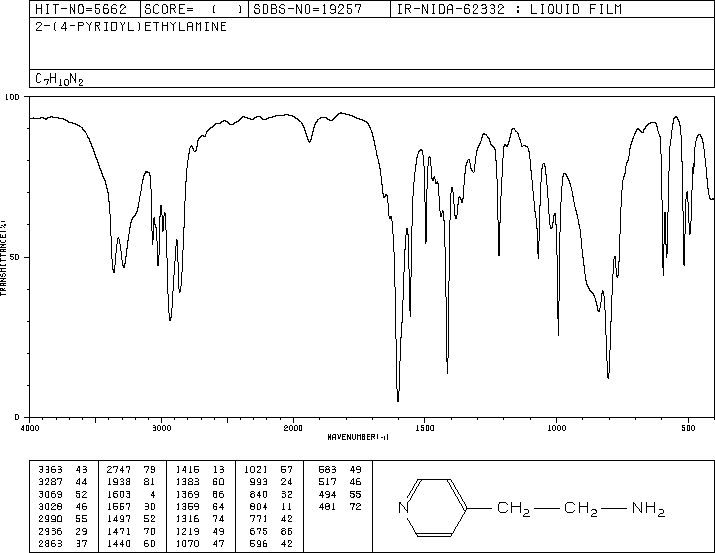 HIT-NO=5662 SCORE= ( ) SDBS-NO=19257 IR-NIDA-62332 : LIQUID FILM
2-(4-PYRIDYL)ETHYLAMINE
C7H10N2
100
50
0
TRANSMITTANCE(%)
4000 3000 2000 1500 1000 500
WAVENUMBER(-1)
3363 43 2747 79 1416 13 1021 57 583 49
3287 44 1938 81 1383 60 993 24 517 46
3069 52 1603 4 1369 86 840 32 494 55
3028 46 1557 30 1359 64 804 11 481 72
2990 55 1497 52 1316 74 771 42
2936 29 1471 70 1219 49 675 86
2863 37 1440 60 1070 47 596 42
N CH2 CH2 NH2